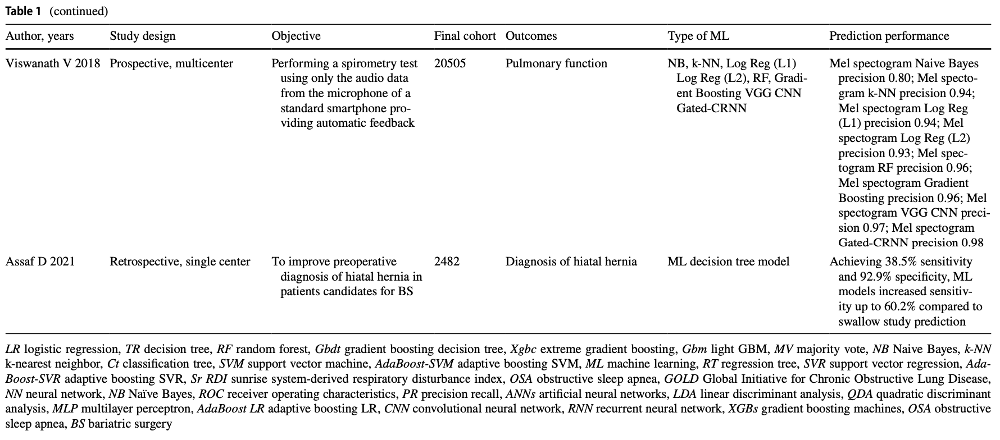 Table 1 (continued)
Author, years Study design Objective Final cohort Outcomes Type of ML Prediction performance
Viswanath V 2018 Prospective, multicenter Performing a spirometry test 20505 Pulmonary function NB, k-NN, Log Reg (L1) Mel spectogram Naive Bayes
using only the audio data Log Reg (L2), RF, Gradi- precision 0.80; Mel specto-
from the microphone of a ent Boosting VGG CNN gram k-NN precision 0.94;
standard smartphone pro- Gated-CRNN Mel spectogram Log Reg
viding automatic feedback (L1) precision 0.94; Mel
spectogram Log Reg (L2)
precision 0.93; Mel spec-
togram RF precision 0.96;
Mel spectogram Gradient
Boosting precision 0.96; Mel
spectogram VGG CNN preci-
sion 0.97; Mel spectogram
Gated-CRNN precision 0.98
Assaf D 2021 Retrospective, single center To improve preoperative 2482 Diagnosis of hiatal hernia ML decision tree model Achieving 38.5% sensitivity
diagnosis of hiatal hernia in and 92.9% specificity, ML
patients candidates for BS models increased sensitiv-
ity up to 60.2% compared to
swallow study prediction
LR logistic regression, TR decision tree, RF random forest, Gbdt gradient boosting decision tree, Xgbc extreme gradient boosting, Gbm light GBM, MV majority vote, NB Naive Bayes, k-NN
k-nearest neighbor, Ct classification tree, SVM support vector machine, AdaBoost-SVM adaptive boosting SVM, ML machine learning, RT regression tree, SVR support vector regression, Ada-
Boost-SVR adaptive boosting SVR, Sr RDI sunrise system-derived respiratory disturbance index, OSA obstructive sleep apnea, GOLD Global Initiative for Chronic Obstructive Lung Disease,
NN neural network, NB Naïve Bayes, ROC receiver operating characteristics, PR precision recall, ANNs artificial neural networks, LDA linear discriminant analysis, QDA quadratic discriminant
analysis, MLP multilayer perceptron, AdaBoost LR adaptive boosting LR, CNN convolutional neural network, RNN recurrent neural network, XGBs gradient boosting machines, OSA obstructive
sleep apnea, BS bariatric surgery